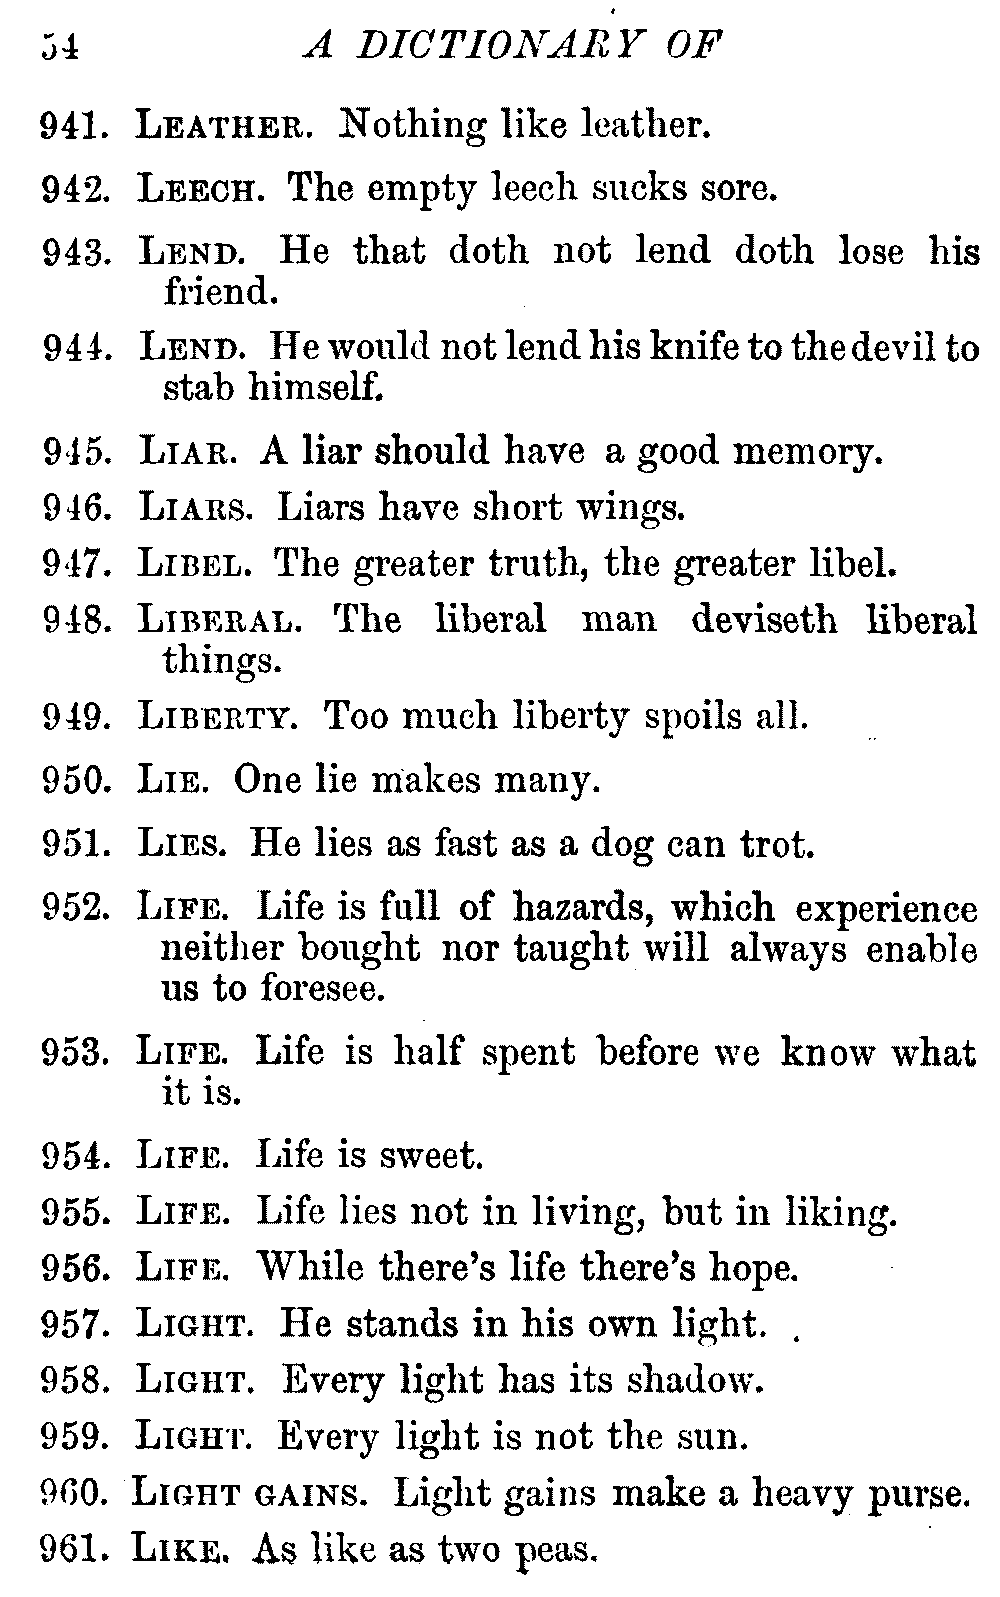 54 A DICTIONARY OF
941. LEATHER. Nothing like leather.
942. LEECH. The empty leech sucks sore.
943. LEND. He that doth not lend doth lose his
friend.
944. LEND. He would not lend his knife to the devil to
stab himself.
945. LIAR. A liar should have a good memory.
946. LIARS. Liars have short wings.
947. LIBEL. The greater truth, the greater libel.
948. LIBERAL. The liberal man deviseth liberal
things.
949. LIBERTY. Too much liberty spoils all.
950. LIE. One lie makes many.
951. LIES. He lies as fast as a dog can trot.
952. LIFE. Life is full of hazards, which experience
neither bought nor taught will always enable
us to foresee.
953. LIFE. Life is half spent before we know what
it is.
954. LIFE. Life is sweet.
955. LIFE. Life lies not in living, but in liking.
956. LIFE. While there's life there's hope.
957. LIGHT. He stands in his own light.
958. LIGHT. Every light has its shadow.
959. LIGHT. Every light is not the sun.
960. LIGHT GAINS. Light gains make a heavy purse.
961. LIKE. As like as two peas.